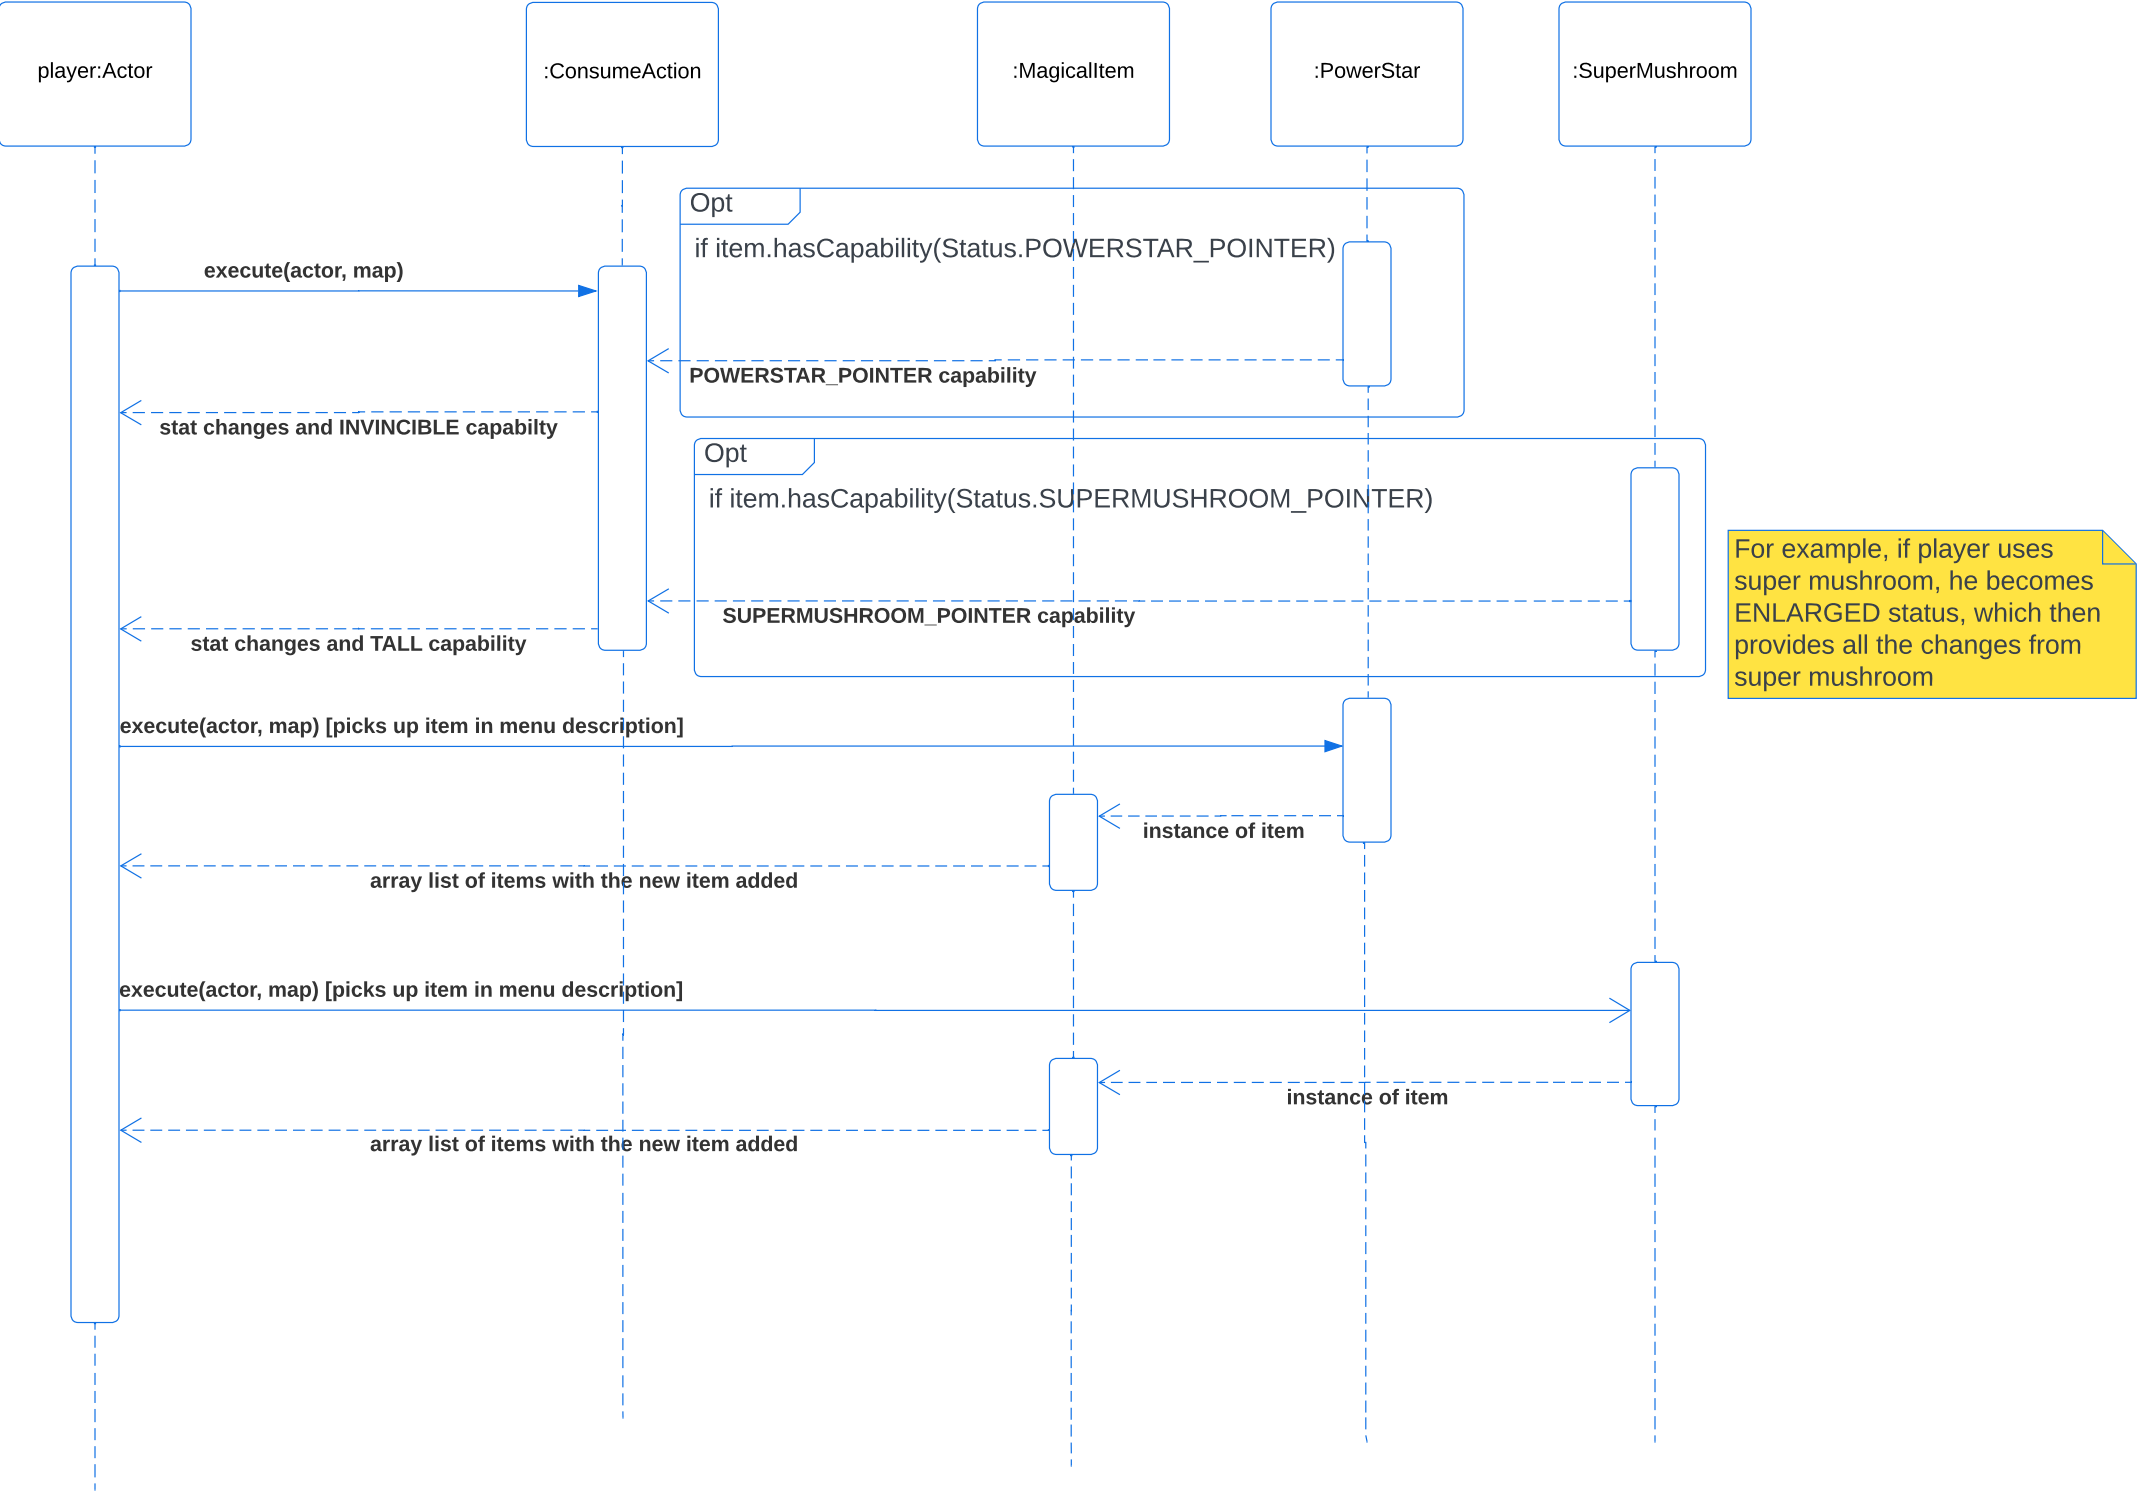 player:Actor
:ConsumeAction
:MagicalItem
:PowerStar
:SuperMushroom
Opt
if item.hasCapability(Status.POWERSTAR_POINTER)
execute(actor, map)
POWERSTAR_POINTER capability
stat changes and INVINCIBLE capabilty
Opt
if item.hasCapability(Status.SUPERMUSHROOM_POINTER)
For example, if player uses
super mushroom, he becomes
ENLARGED status, which then
provides all the changes from
super mushroom
SUPERMUSHROOM_POINTER capability
stat changes and TALL capability
execute(actor, map) [picks up item in menu description]
instance of item
array list of items with the new item added
execute(actor, map) [picks up item in menu description]
instance of item
array list of items with the new item added